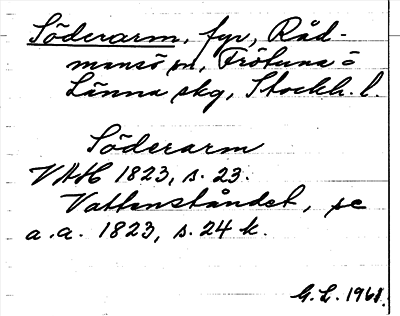 Söderarm, fyr, Råd-
mansö sn, Frötuna o
Länna skg, Stockh. l.
Söderarm
VAH 1823, s. 23.
Vattenståndet, se
a.a. 1823, s. 24 k.
G. L. 1968.